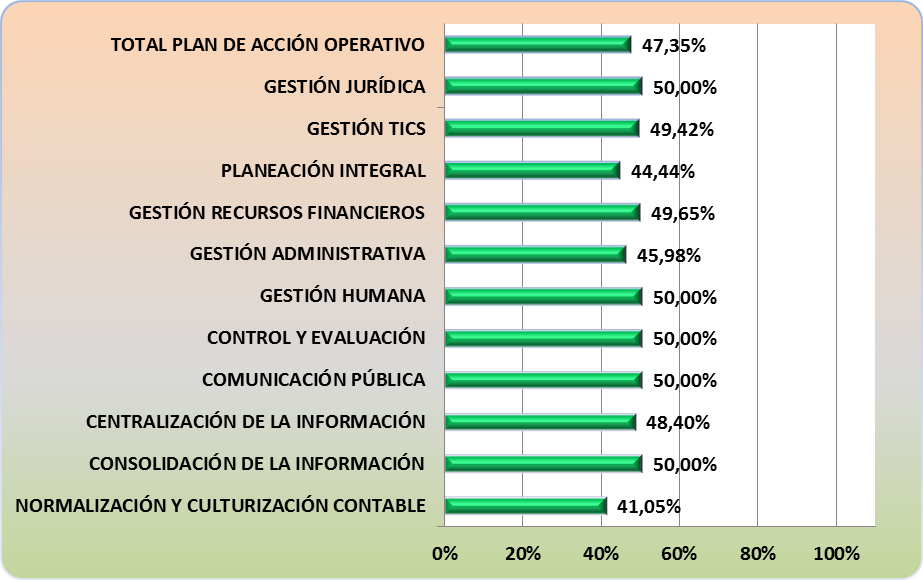 TOTAL PLAN DE ACCIÓN OPERATIVO 47,35%
GESTIÓN JURÍDICA 50,00%
GESTIÓN TICS 49,42%
PLANEACIÓN INTEGRAL 44,44%
GESTIÓN RECURSOS FINANCIEROS 49,65%
GESTIÓN ADMINISTRATIVA 45,98%
GESTIÓN HUMANA 50,00%
CONTROL Y EVALUACIÓN 50,00%
COMUNICACIÓN PÚBLICA 50,00%
CENTRALIZACIÓN DE LA INFORMACIÓN 48,40%
CONSOLIDACIÓN DE LA INFORMACIÓN 50,00%
NORMALIZACIÓN Y CULTURIZACIÓN CONTABLE 41,05%
0% 20% 40% 60% 80% 100%